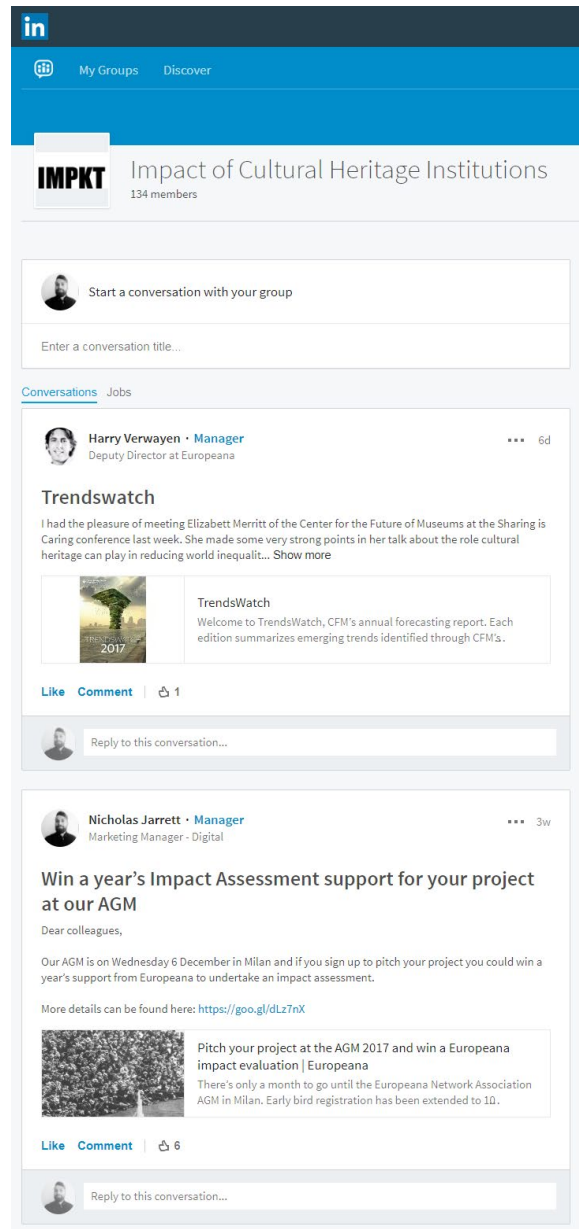 in
My Groups Discover
IMPKT
Impact of Cultural Heritage Institutions
134 members
Start a conversation with your group
Enter a conversation title...
Conversations Jobs
Harry Verwayen · Manager
Deputy Director at Europeana
6d
Trendswatch
I had the pleasure of meeting Elizabett Merritt of the Center for the Future of Museums at the Sharing is
Caring conference last week. She made some very strong points in her talk about the role cultural
heritage can play in reducing world inequalit... Show more
TRENDSWATCH
2017
TrendsWatch
Welcome to TrendsWatch, CFM's annual forecasting report. Each
edition summarizes emerging trends identified through CFM's..
Like Comment 1
Reply to this conversation...
Nicholas Jarrett · Manager
Marketing Manager - Digital
3w
Win a year's Impact Assessment support for your project
at our AGM
Dear colleagues,
Our AGM is on Wednesday 6 December in Milan and if you sign up to pitch your project you could win a
year's support from Europeana to undertake an impact assessment.
More details can be found here: https://goo.gl/dLz7nX
Pitch your project at the AGM 2017 and win a Europeana
impact evaluation | Europeana
There's only a month to go until the Europeana Network Association
AGM in Milan. Early bird registration has been extended to 10..
Like Comment 6
Reply to this conversation...